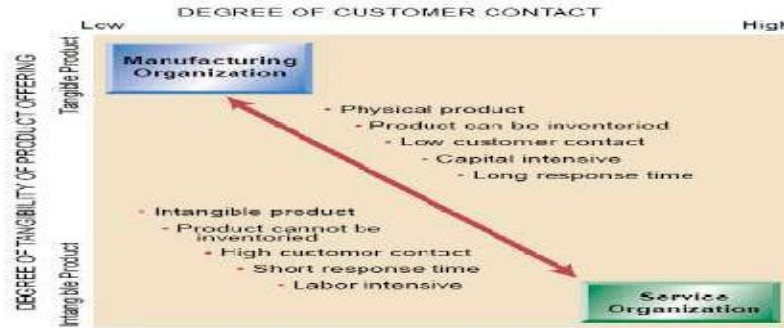 DEGREE OF CUSTOMER CONTACT
Low High
DEGREE OF TANGIBILITY OF PRODUCT OFFERING
Tangible Product
Intangible Product
Manufacturing
Organization
• Physical product
• Product can be inventoried
• Low customer contact
• Capital intensive
• Long response time
• Intangible product
• Product cannot be
inventoried
• High customer contact
• Short response time
• Labor intensive
Service
Organization